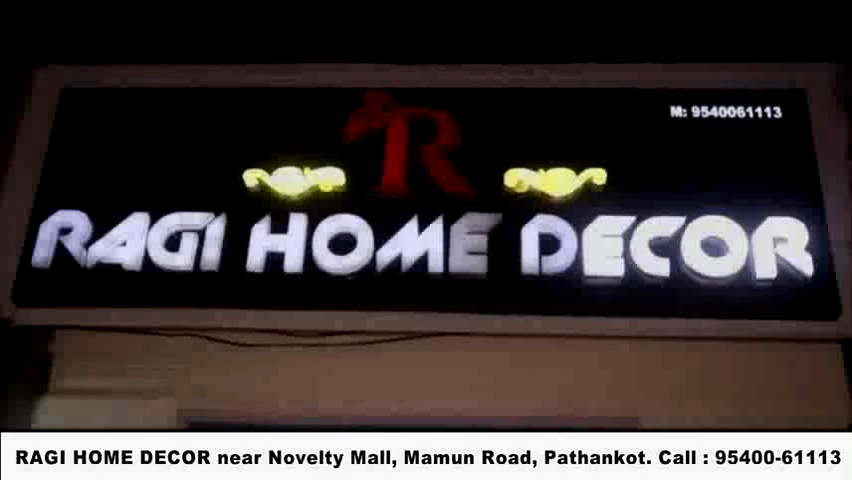 M: 9540061113
R
RAGI HOME DECOR
RAGI HOME DECOR near Novelty Mall, Mamun Road, Pathankot. Call : 95400-61113